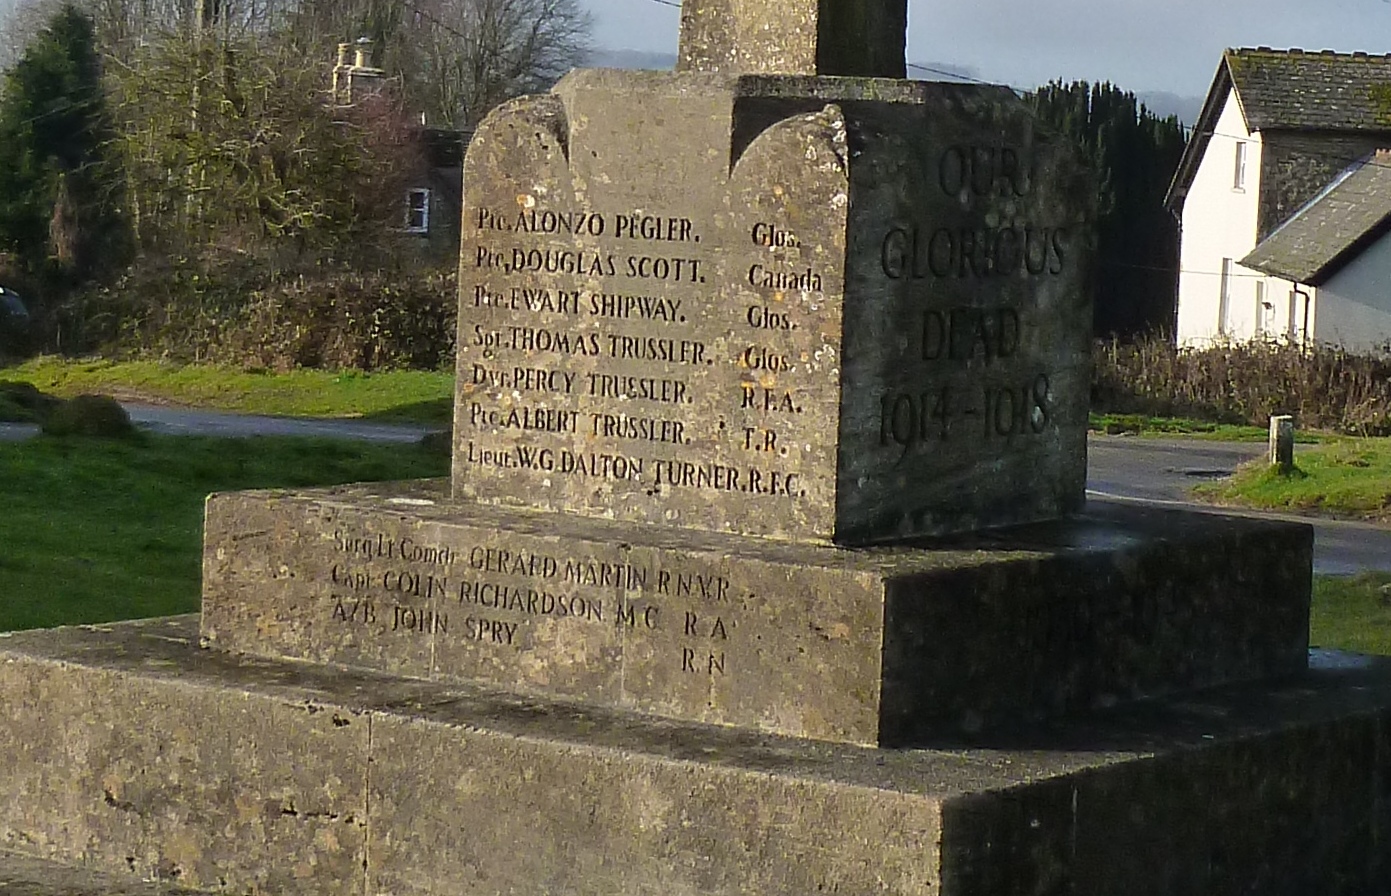 Pte. ALONZO PEGLER. Glos.
Pte. DOUGLAS SCOTT. Canada
Pte. EWART SHIPWAY. Glos.
Sgt. THOMAS TRUSSLER. Glos.
Dvr. PERCY TRUSSLER. R.F.A.
Pte. ALBERT TRUSSLER. T.R.
Lieut. W.G. DALTON TURNER. R.F.C.
Surg Lt Comdr GERALD MARTIN R N V R
Capt COLIN RICHARDSON M C R A
A/B. JOHN SPRY R N
OUR
GLORIOUS
DEAD
1914-1918